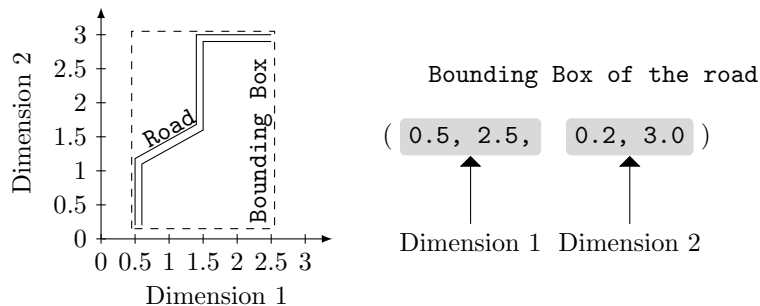 3
2.5
2
1.5
1
0.5
0
0 0.5 1 1.5 2 2.5 3
Dimension 2
Dimension 1
Road
Bounding Box
Bounding Box of the road
( 0.5, 2.5, 0.2, 3.0 )
Dimension 1 Dimension 2